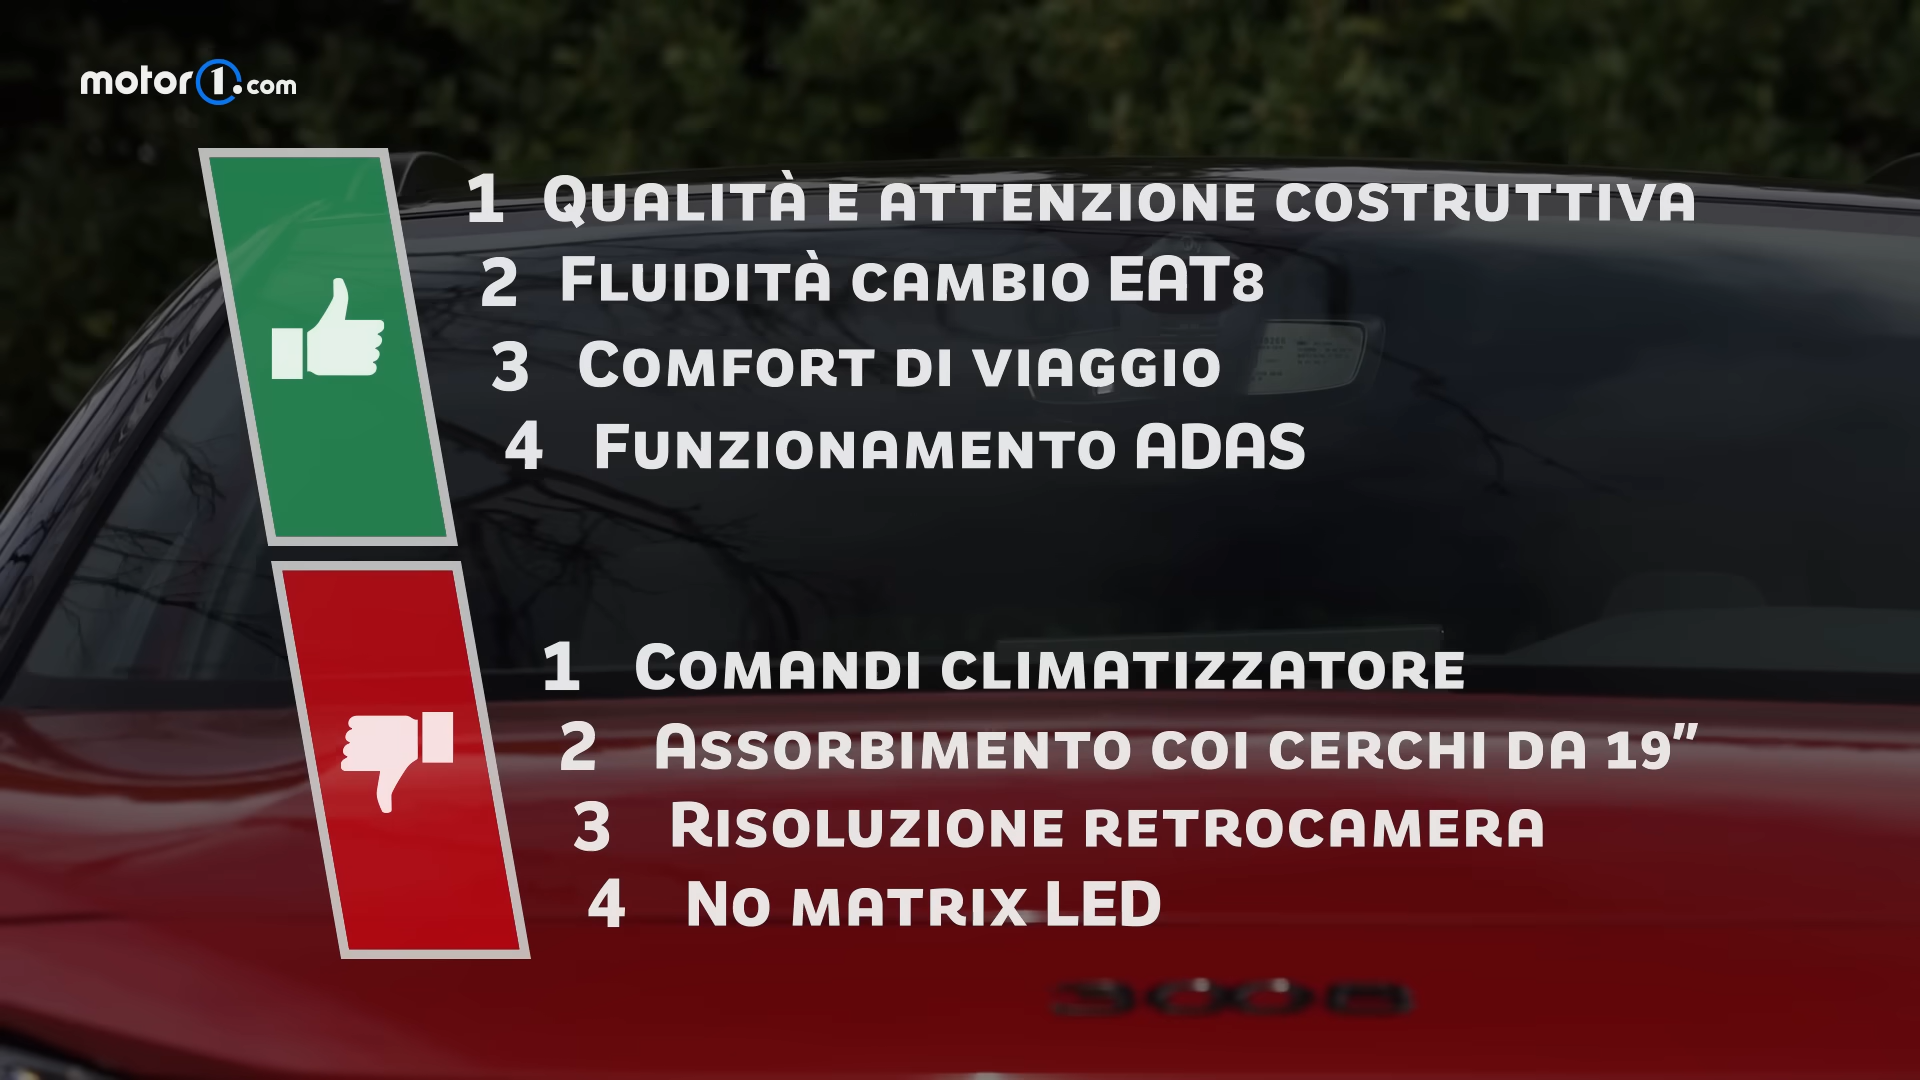 motor1.com
1 Qualità e attenzione costruttiva
2 Fluidità cambio EAT8
3 Comfort di viaggio
4 Funzionamento ADAS
1 Comandi climatizzatore
2 Assorbimento coi cerchi da 19"
3 Risoluzione retrocamera
4 No matrix LED
3008